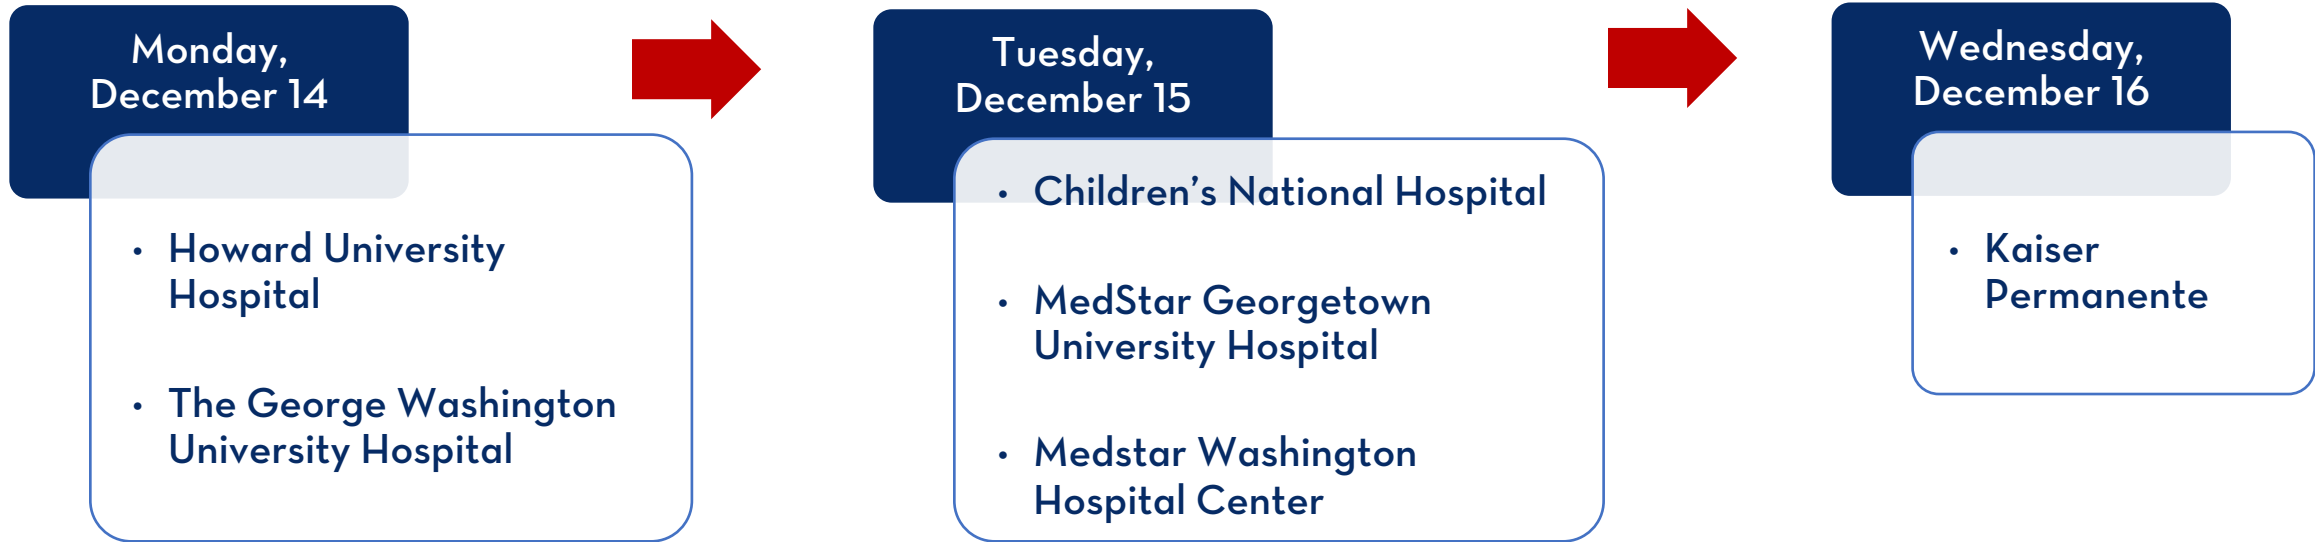 Monday,
December 14
• Howard University
Hospital
• The George Washington
University Hospital
Tuesday,
December 15
• Children’s National Hospital
• MedStar Georgetown
University Hospital
• Medstar Washington
Hospital Center
Wednesday,
December 16
• Kaiser
Permanente